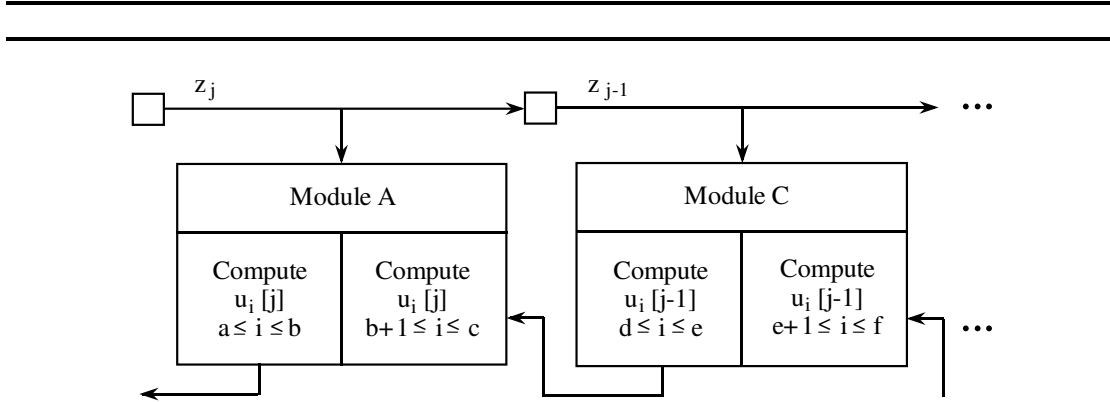 z j
z j-1
...
Module A
Module C
Compute
u i [j]
a ≤ i ≤ b
Compute
u i [j]
b+1 ≤ i ≤ c
Compute
u i [j-1]
d ≤ i ≤ e
Compute
u i [j-1]
e+1 ≤ i ≤ f
...